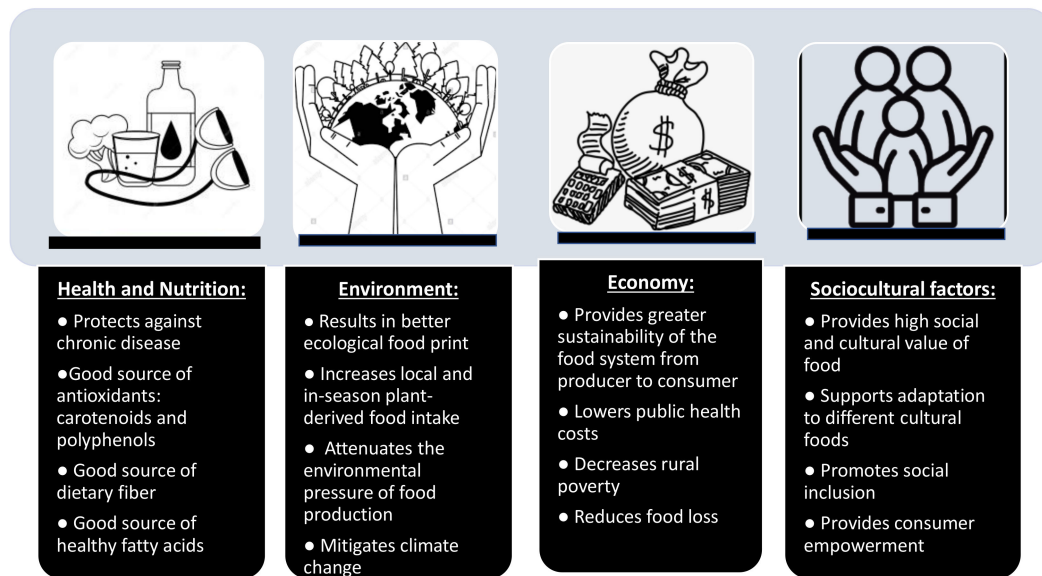 $
$
Health and Nutrition:
● Protects against
chronic disease
●Good source of
antioxidants:
carotenoids and
polyphenols
● Good source of
dietary fiber
● Good source of
healthy fatty acids
Environment:
● Results in better
ecological food print
● Increases local and
in-season plant-
derived food intake
● Attenuates the
environmental
pressure of food
production
● Mitigates climate
change
Economy:
● Provides greater
sustainability of the
food system from
producer to consumer
● Lowers public health
costs
● Decreases rural
poverty
● Reduces food loss
Sociocultural factors:
● Provides high social
and cultural value of
food
● Supports adaptation
to different cultural
foods
● Promotes social
inclusion
● Provides consumer
empowerment